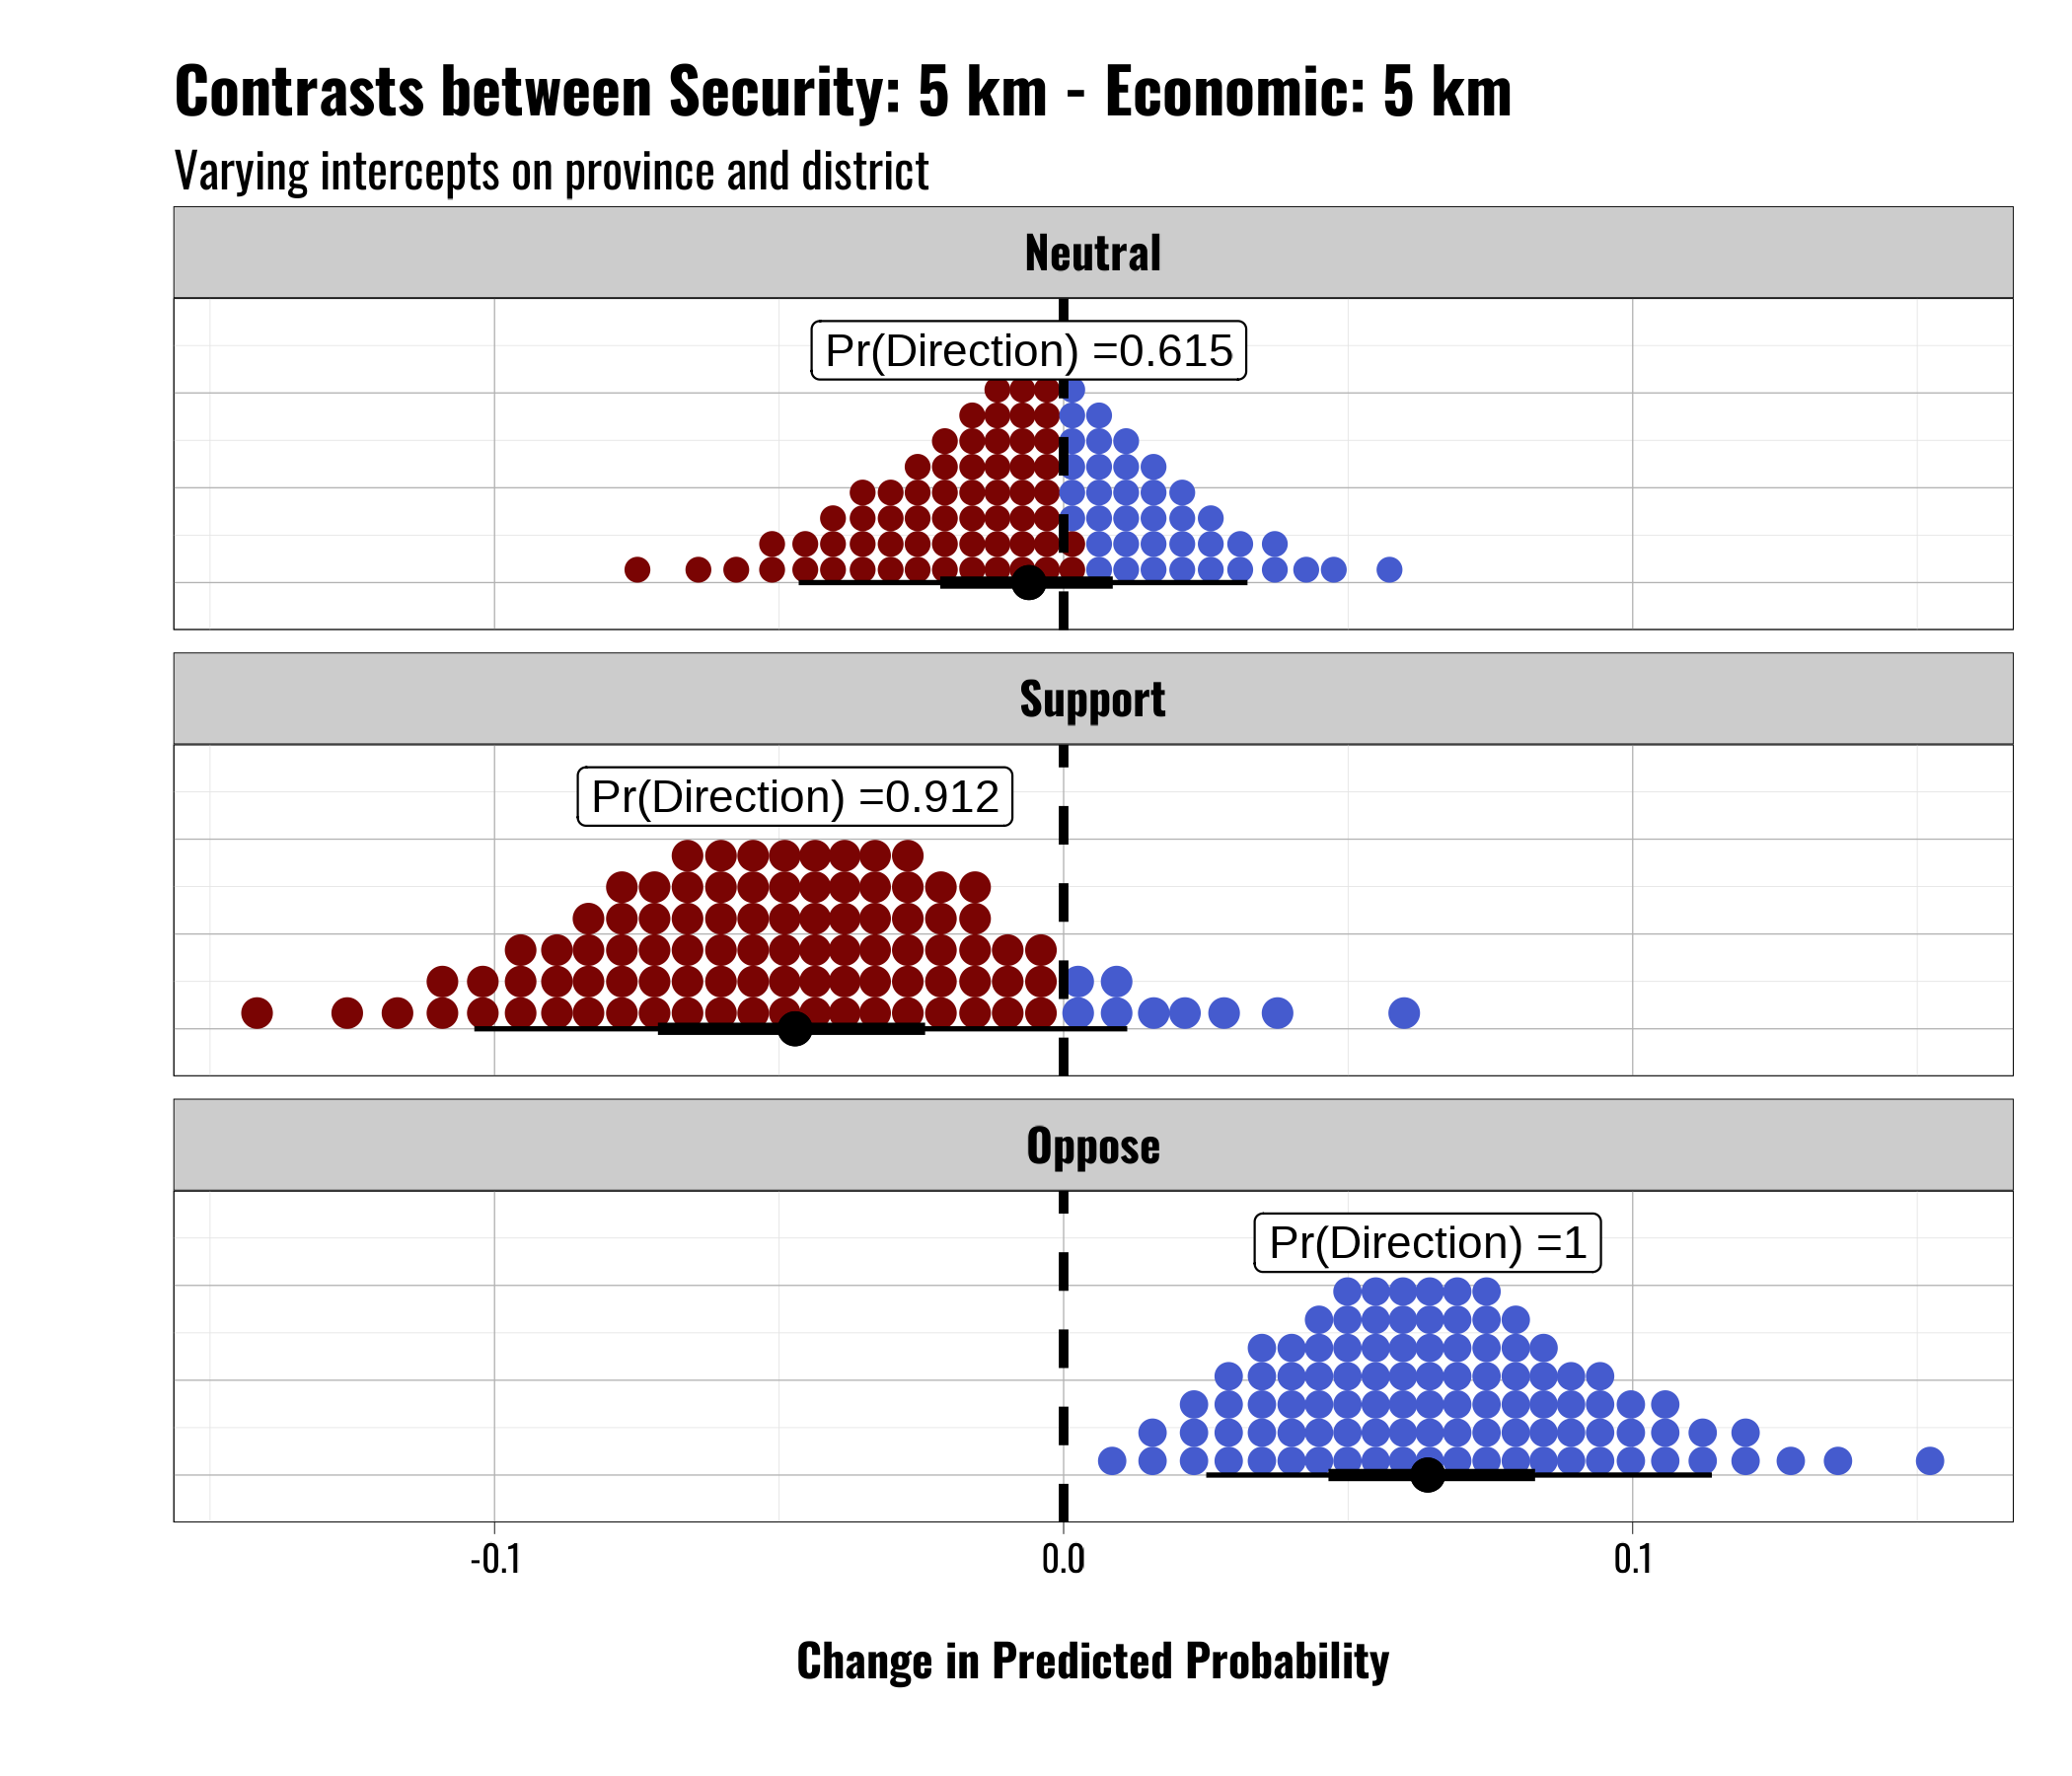 Contrasts between Security: 5 km - Economic: 5 km
Varying intercepts on province and district
Neutral
Pr(Direction) =0.615
Support
Pr(Direction) =0.912
Oppose
Pr(Direction) =1
-0.1 0.0 0.1
Change in Predicted Probability